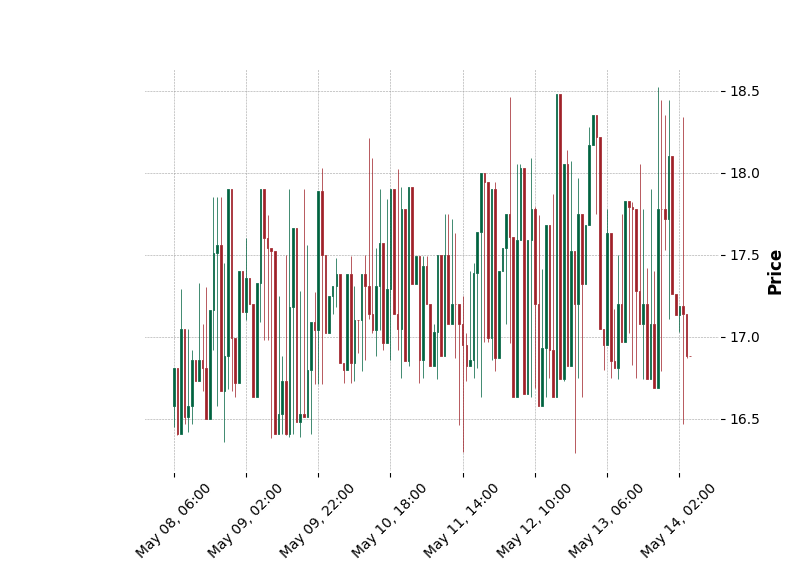 18.5
18.0
17.5
17.0
16.5
Price
May 08, 06:00
May 09, 02:00
May 09, 22:00
May 10, 18:00
May 11, 14:00
May 12, 10:00
May 13, 06:00
May 14, 02:00